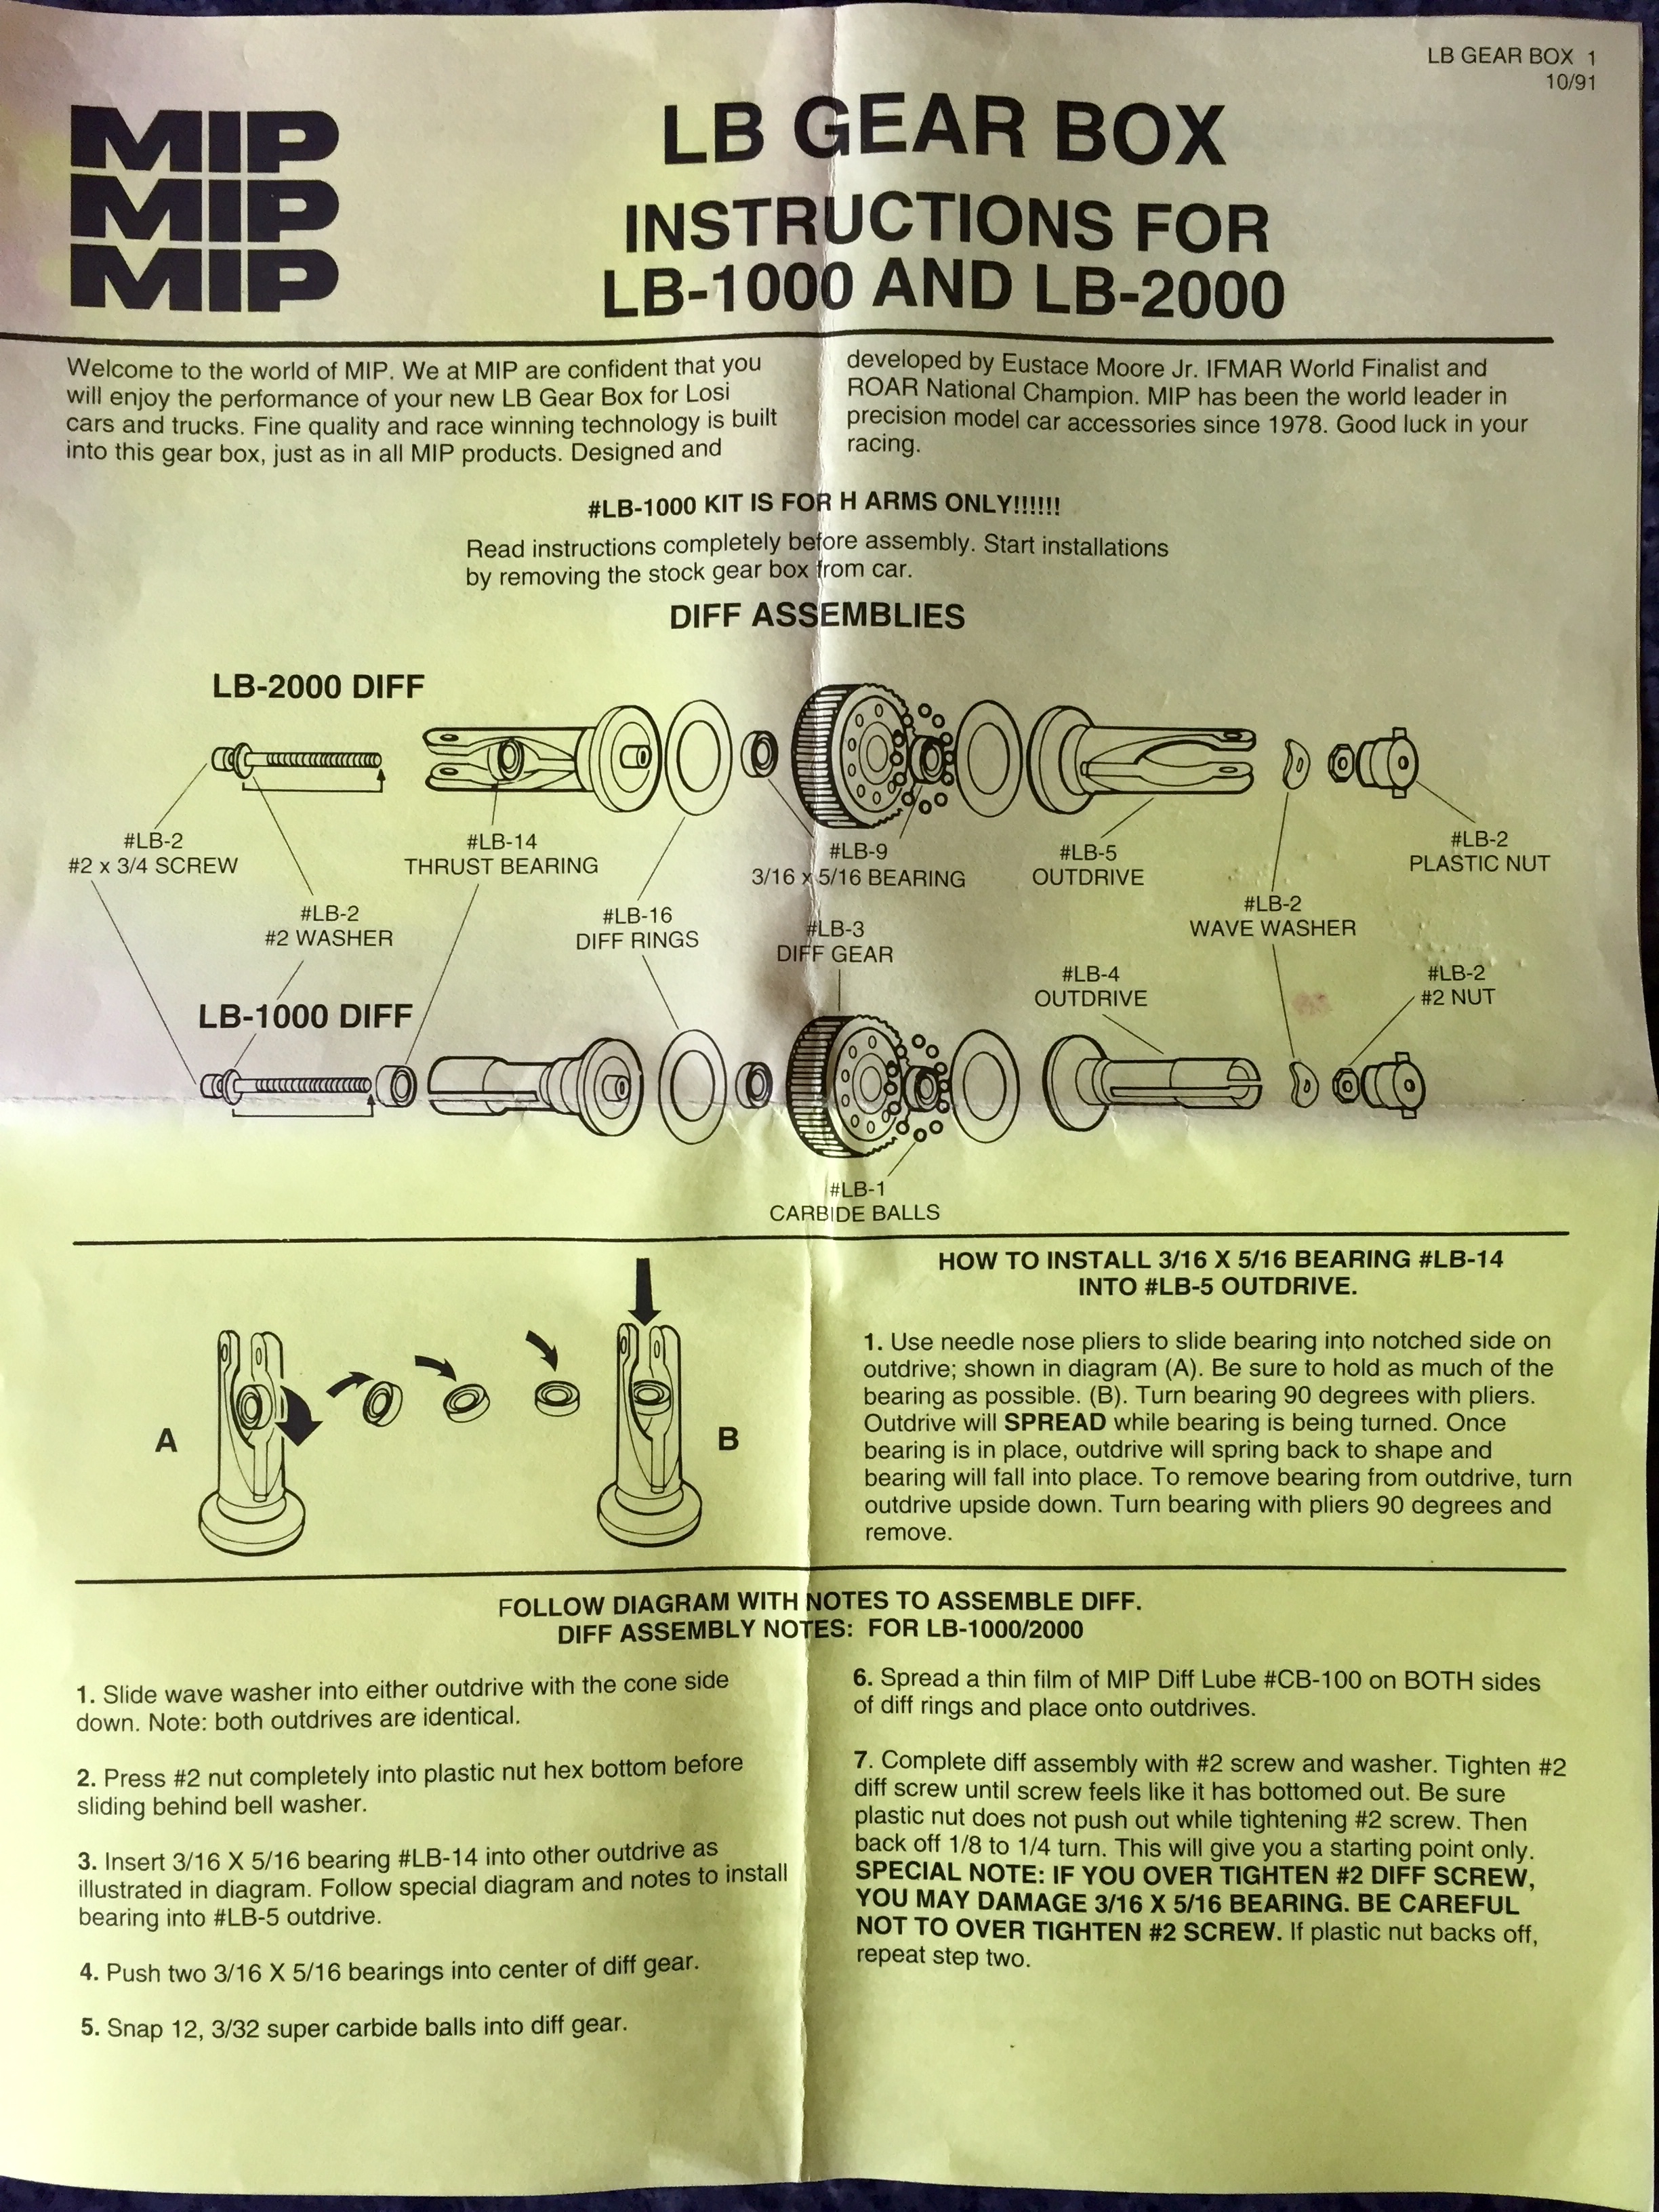 LB GEAR BOX 1
10/91
MIP
MIP
MIP
LB GEAR BOX
INSTRUCTIONS FOR
LB-1000 AND LB-2000
Welcome to the world of MIP. We at MIP are confident that you
will enjoy the performance of your new LB Gear Box for Losi
cars and trucks. Fine quality and race winning technology is built
into this gear box, just as in all MIP products. Designed and
developed by Eustace Moore Jr. IFMAR World Finalist and
ROAR National Champion. MIP has been the world leader in
precision model car accessories since 1978. Good luck in your
racing.
#LB-1000 KIT IS FOR H ARMS ONLY!!!!!!
Read instructions completely before assembly. Start installations
by removing the stock gear box from car.
DIFF ASSEMBLIES
LB-2000 DIFF
#LB-2
#2 x 3/4 SCREW
#LB-14
THRUST BEARING
#LB-9
3/16 x 5/16 BEARING
#LB-5
OUTDRIVE
#LB-2
PLASTIC NUT
#LB-2
#2 WASHER
#LB-16
DIFF RINGS
#LB-3
DIFF GEAR
#LB-2
WAVE WASHER
#LB-4
OUTDRIVE
#LB-2
#2 NUT
LB-1000 DIFF
#LB-1
CARBIDE BALLS
A
B
HOW TO INSTALL 3/16 X 5/16 BEARING #LB-14
INTO #LB-5 OUTDRIVE.
1. Use needle nose pliers to slide bearing into notched side on
outdrive; shown in diagram (A). Be sure to hold as much of the
bearing as possible. (B). Turn bearing 90 degrees with pliers.
Outdrive will SPREAD while bearing is being turned. Once
bearing is in place, outdrive will spring back to shape and
bearing will fall into place. To remove bearing from outdrive, turn
outdrive upside down. Turn bearing with pliers 90 degrees and
remove.
FOLLOW DIAGRAM WITH NOTES TO ASSEMBLE DIFF.
DIFF ASSEMBLY NOTES: FOR LB-1000/2000
1. Slide wave washer into either outdrive with the cone side
down. Note: both outdrives are identical.
2. Press #2 nut completely into plastic nut hex bottom before
sliding behind bell washer.
3. Insert 3/16 X 5/16 bearing #LB-14 into other outdrive as
illustrated in diagram. Follow special diagram and notes to install
bearing into #LB-5 outdrive.
4. Push two 3/16 X 5/16 bearings into center of diff gear.
5. Snap 12, 3/32 super carbide balls into diff gear.
6. Spread a thin film of MIP Diff Lube #CB-100 on BOTH sides
of diff rings and place onto outdrives.
7. Complete diff assembly with #2 screw and washer. Tighten #2
diff screw until screw feels like it has bottomed out. Be sure
plastic nut does not push out while tightening #2 screw. Then
back off 1/8 to 1/4 turn. This will give you a starting point only.
SPECIAL NOTE: IF YOU OVER TIGHTEN #2 DIFF SCREW,
YOU MAY DAMAGE 3/16 X 5/16 BEARING. BE CAREFUL
NOT TO OVER TIGHTEN #2 SCREW. If plastic nut backs off,
repeat step two.